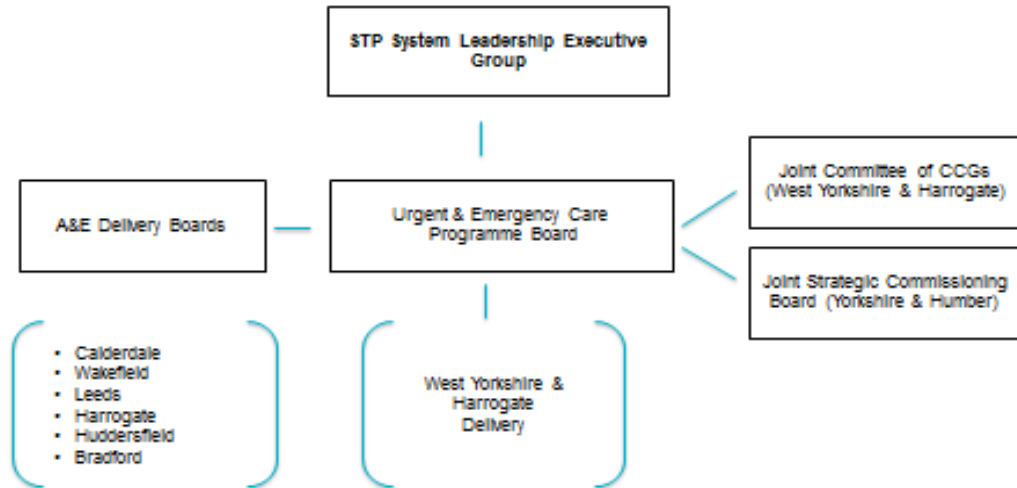 STP System Leadership Executive
Group
Joint Committee of CCGs
(West Yorkshire & Harrogate)
A&E Delivery Boards
Urgent & Emergency Care
Programme Board
Joint Strategic Commissioning
Board (Yorkshire & Humber)
• Calderdale
• Wakefield
• Leeds
• Harrogate
• Huddersfield
• Bradford
West Yorkshire &
Harrogate
Delivery